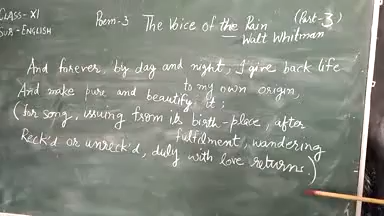 CLASS-XI
SUB-ENGLISH
Poem-3 The Voice of the Rain (Part-3)
Walt Whitman
And forever, by day and night, I give back life
to my own origin,
And make pure and beautify it;
(for song, issuing from its birth-place, after
fulfilment, wandering
Reck'd or unreck'd, duly with love returns)